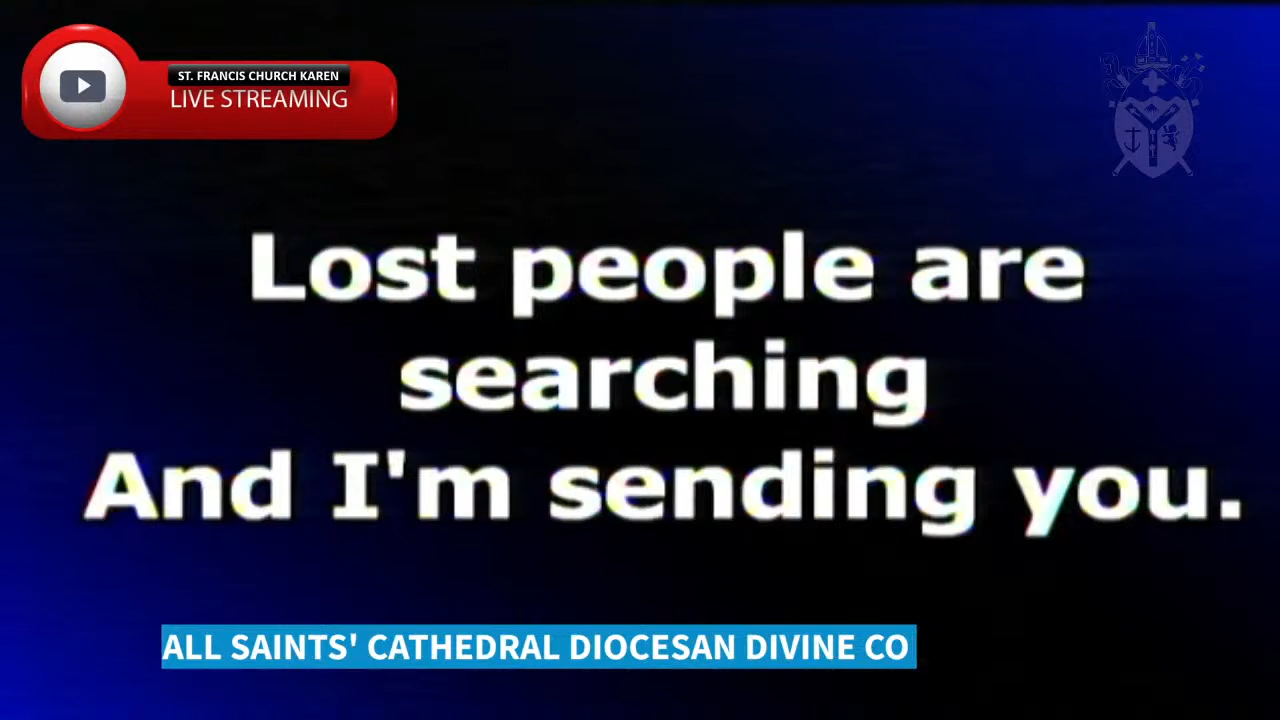 ST. FRANCIS CHURCH KAREN
LIVE STREAMING
Lost people are
searching
And I'm sending you.
ALL SAINTS' CATHEDRAL DIOCESAN DIVINE CO